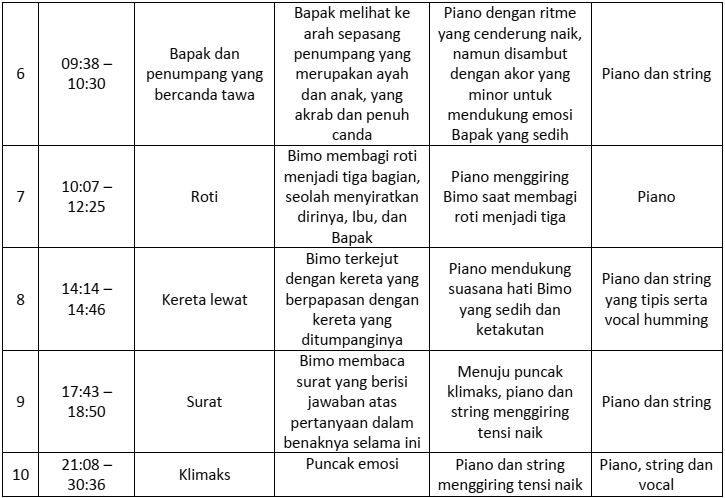 6
09:38 –
10:30
Bapak dan
penumpang yang
bercanda tawa
Bapak melihat ke
arah sepasang
penumpang yang
merupakan ayah
dan anak, yang
akrab dan penuh
canda
Piano dengan ritme
yang cenderung naik,
namun disambut
dengan akor yang
minor untuk
mendukung emosi
Bapak yang sedih
Piano dan string
7
10:07 –
12:25
Roti
Bimo membagi roti
menjadi tiga bagian,
seolah menyiratkan
dirinya, Ibu, dan
Bapak
Piano menggiring
Bimo saat membagi
roti menjadi tiga
Piano
8
14:14 –
14:46
Kereta lewat
Bimo terkejut
dengan kereta yang
berpapasan dengan
kereta yang
ditumpanginya
Piano mendukung
suasana hati Bimo
yang sedih dan
ketakutan
Piano dan string
yang tipis serta
vocal humming
9
17:43 –
18:50
Surat
Bimo membaca
surat yang berisi
jawaban atas
pertanyaan dalam
benaknya selama ini
Menuju puncak
klimaks, piano dan
string menggiring
tensi naik
Piano dan string
10
21:08 –
30:36
Klimaks
Puncak emosi
Piano dan string
menggiring tensi naik
Piano, string dan
vocal